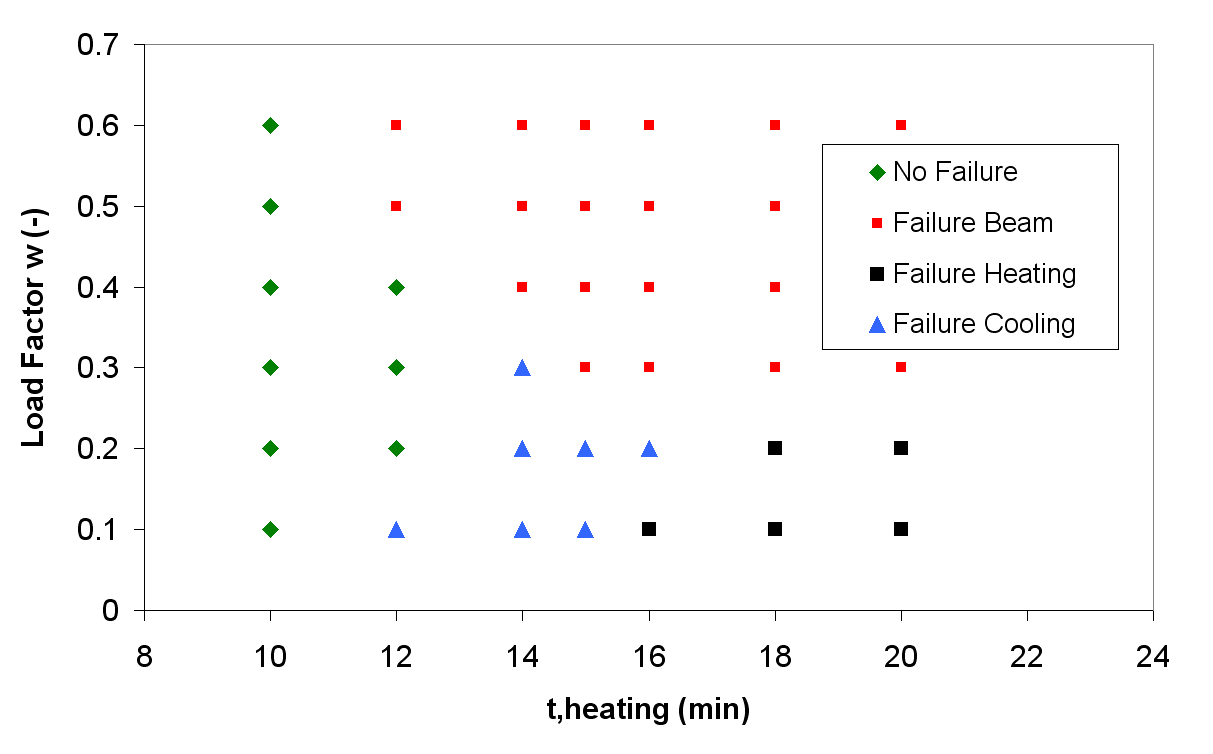 0.7
0.6
0.5
0.4
0.3
0.2
0.1
0
Load Factor w (-)
No Failure
Failure Beam
Failure Heating
Failure Cooling
8 10 12 14 16 18 20 22 24
t,heating (min)